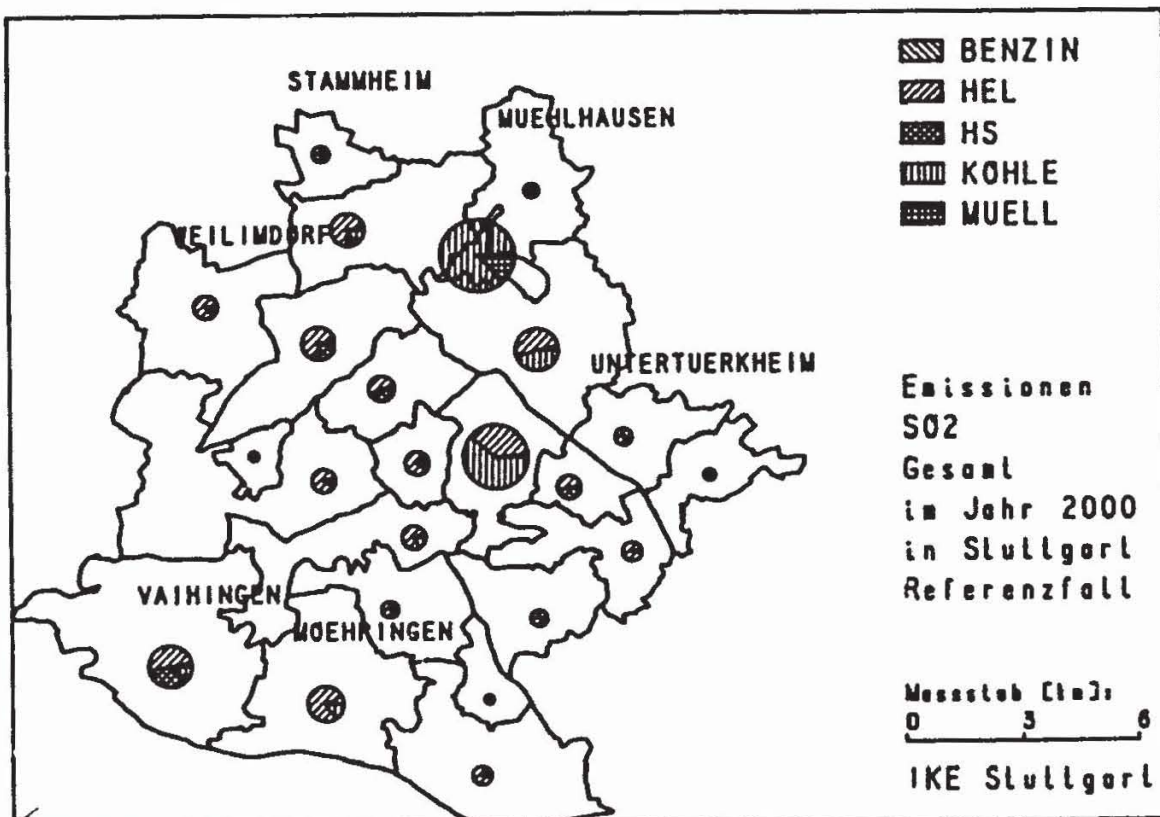 STAMMHEIM
MUEHLHAUSEN
WEILIMDORF
UNTERTUERKHEIM
VAIHINGEN
MOEHRINGEN
BENZIN
HEL
HS
KOHLE
MUELL
Emissionen
SO2
Gesamt
im Jahr 2000
in Stuttgart
Referenzfall
Massstab [km]:
0 3 6
IKE Stuttgart